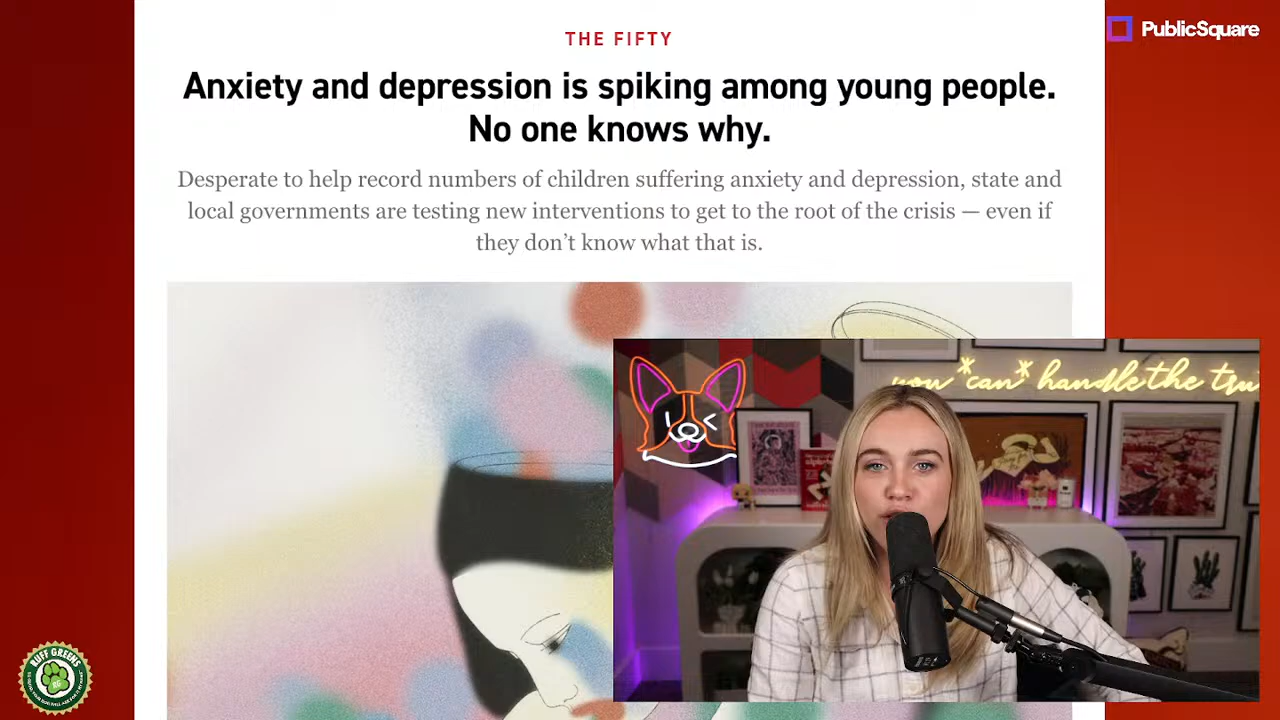 THE FIFTY
PublicSquare
Anxiety and depression is spiking among young people.
No one knows why.
Desperate to help record numbers of children suffering anxiety and depression, state and
local governments are testing new interventions to get to the root of the crisis — even if
they don’t know what that is.
you *can* handle the tru
RUFF GREENS